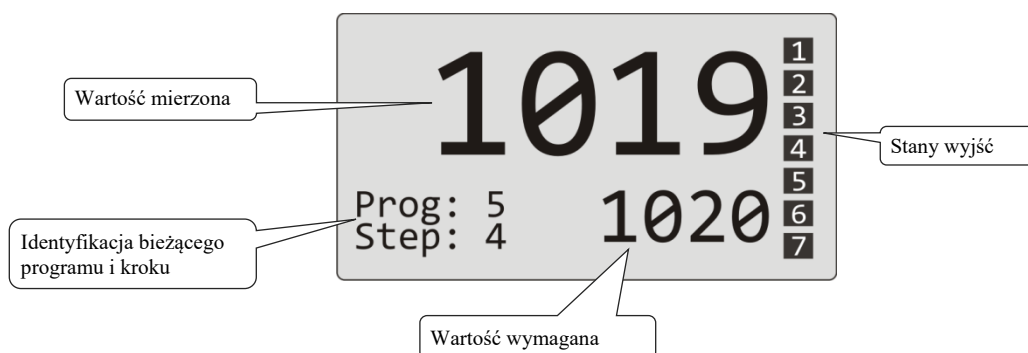 1019
1
2
3
4
5
6
7
Wartość mierzona
Stany wyjść
Prog: 5
Step: 4
1020
Identyfikacja bieżącego
programu i kroku
Wartość wymagana